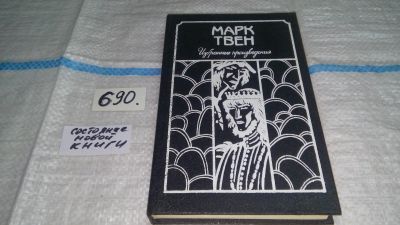 МАРК
ТВЕН
Избранные произведения
690.
состояние
новой
книги